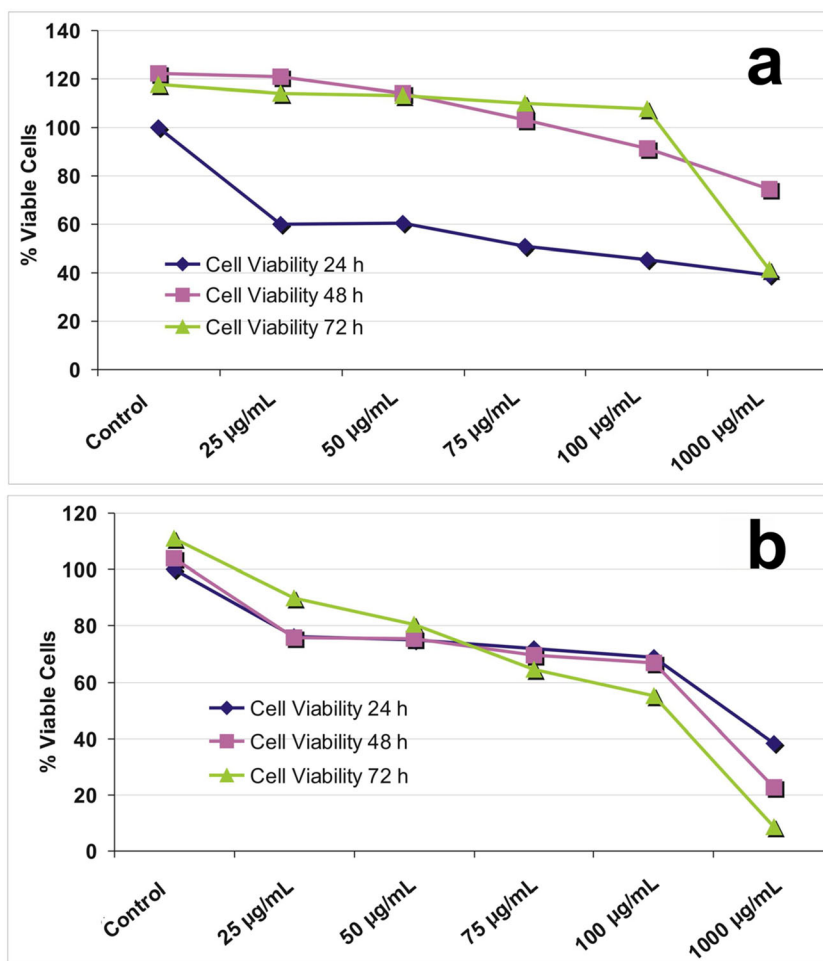 a
140
120
100
80
60
40
20
0
% Viable Cells
Cell Viability 24 h
Cell Viability 48 h
Cell Viability 72 h
Control
25 µg/mL
50 µg/mL
75 µg/mL
100 µg/mL
1000 µg/mL
b
120
100
80
60
40
20
0
% Viable Cells
Cell Viability 24 h
Cell Viability 48 h
Cell Viability 72 h
Control
25 µg/mL
50 µg/mL
75 µg/mL
100 µg/mL
1000 µg/mL